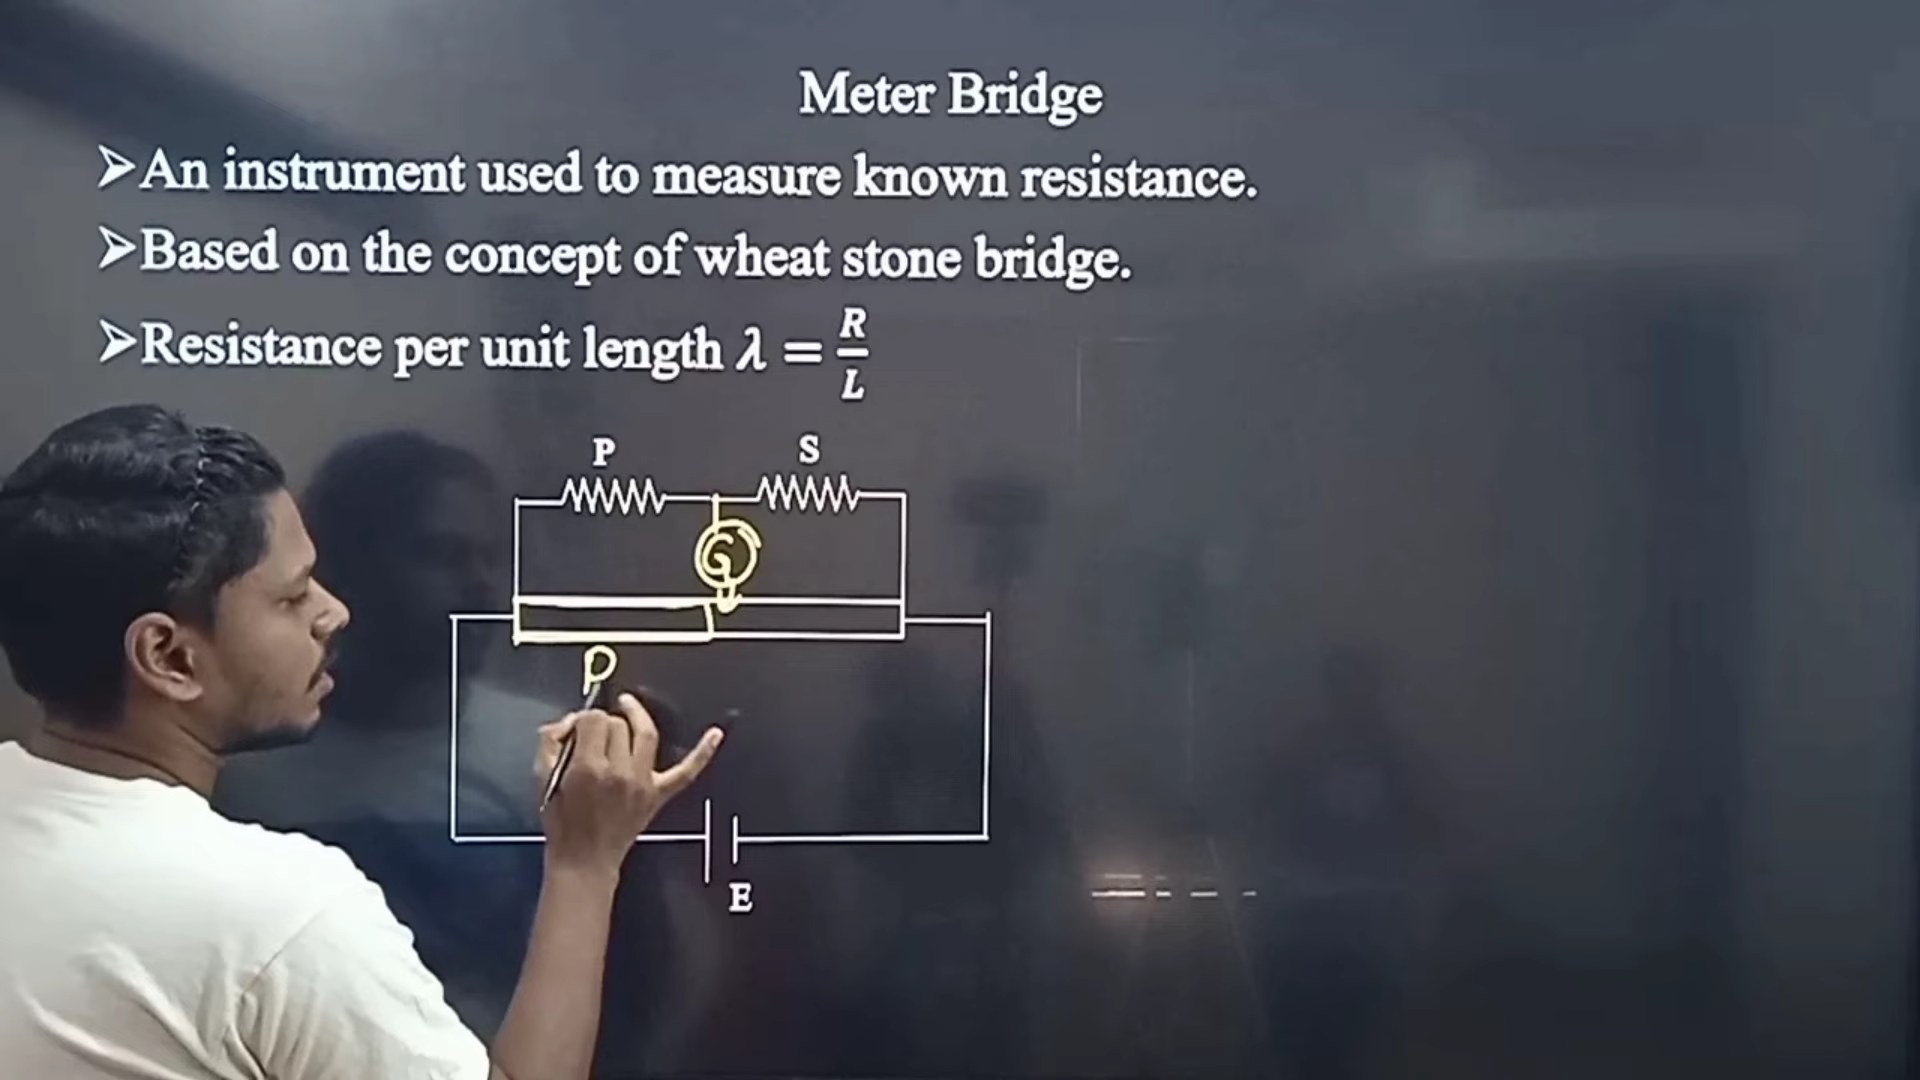 Meter Bridge
➢An instrument used to measure known resistance.
➢Based on the concept of wheat stone bridge.
➢Resistance per unit length λ = R/L
P S
G
P
E